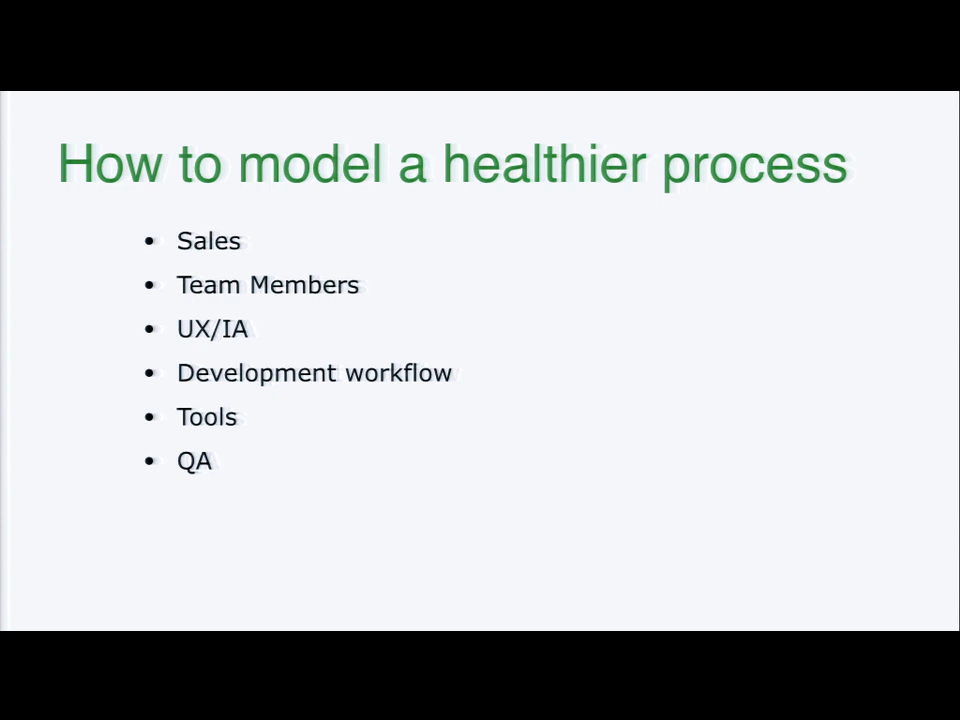 How to model a healthier process
• Sales
• Team Members
• UX/IA
• Development workflow
• Tools
• QA